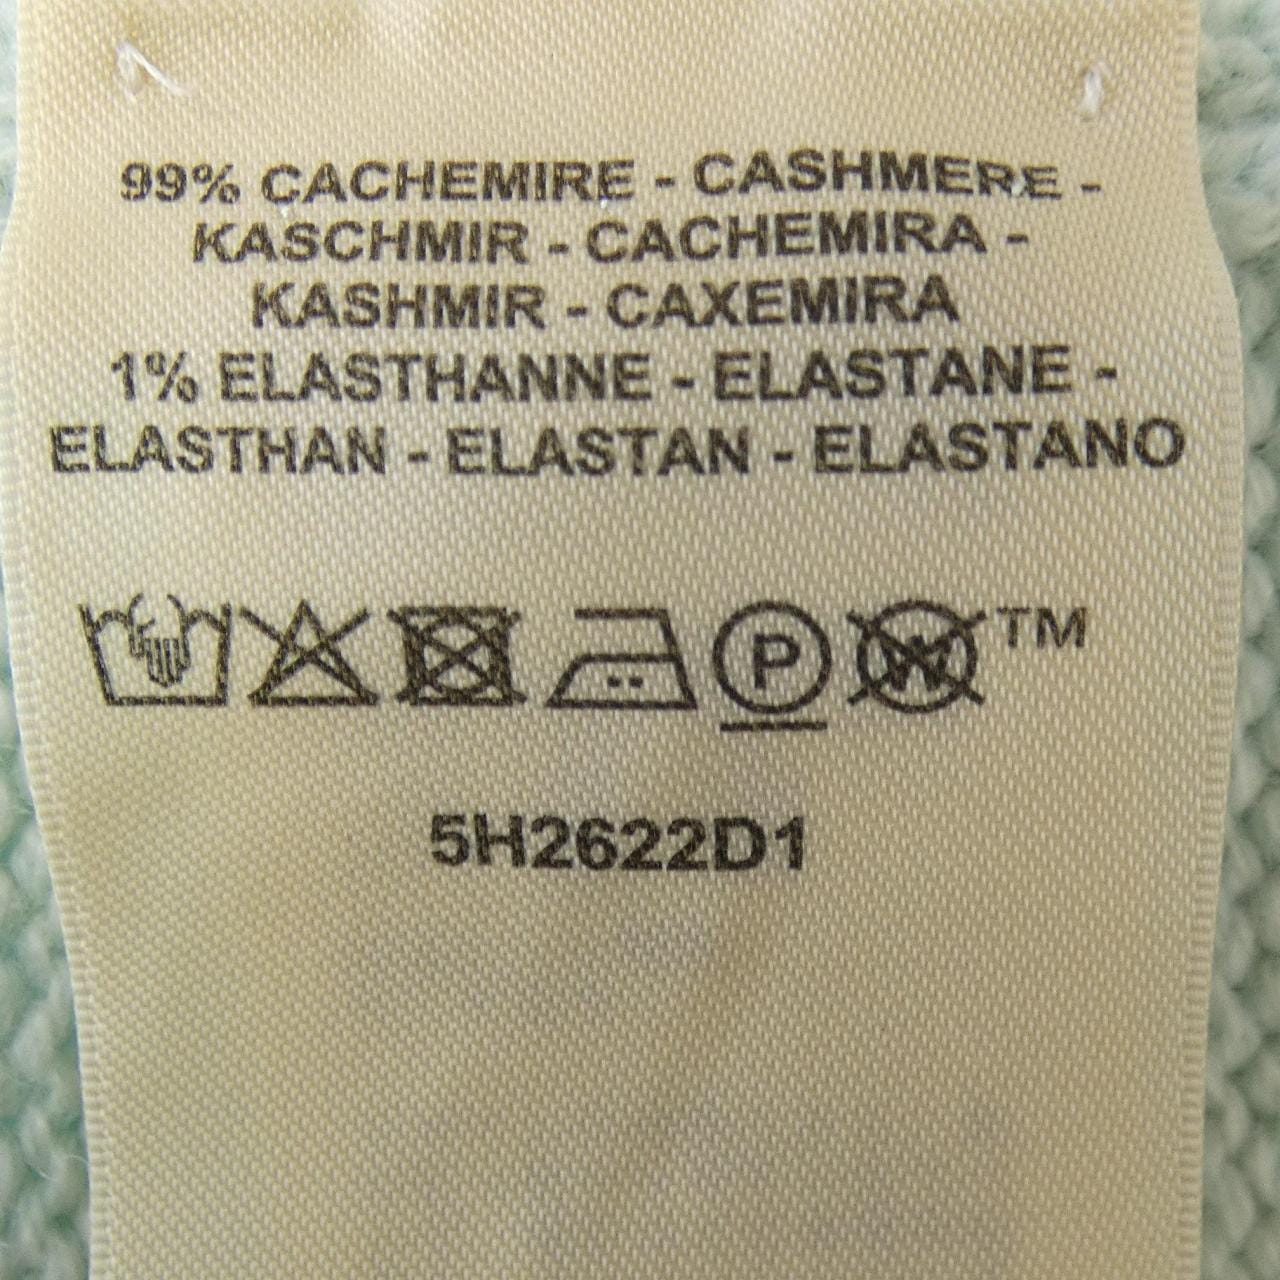 99% CACHEMIRE - CASHMERE -
KASCHMIR - CACHEMIRA -
KASHMIR - CAXEMIRA
1% ELASTHANNE - ELASTANE -
ELASTHAN - ELASTAN - ELASTANO
P W TM
5H2622D1